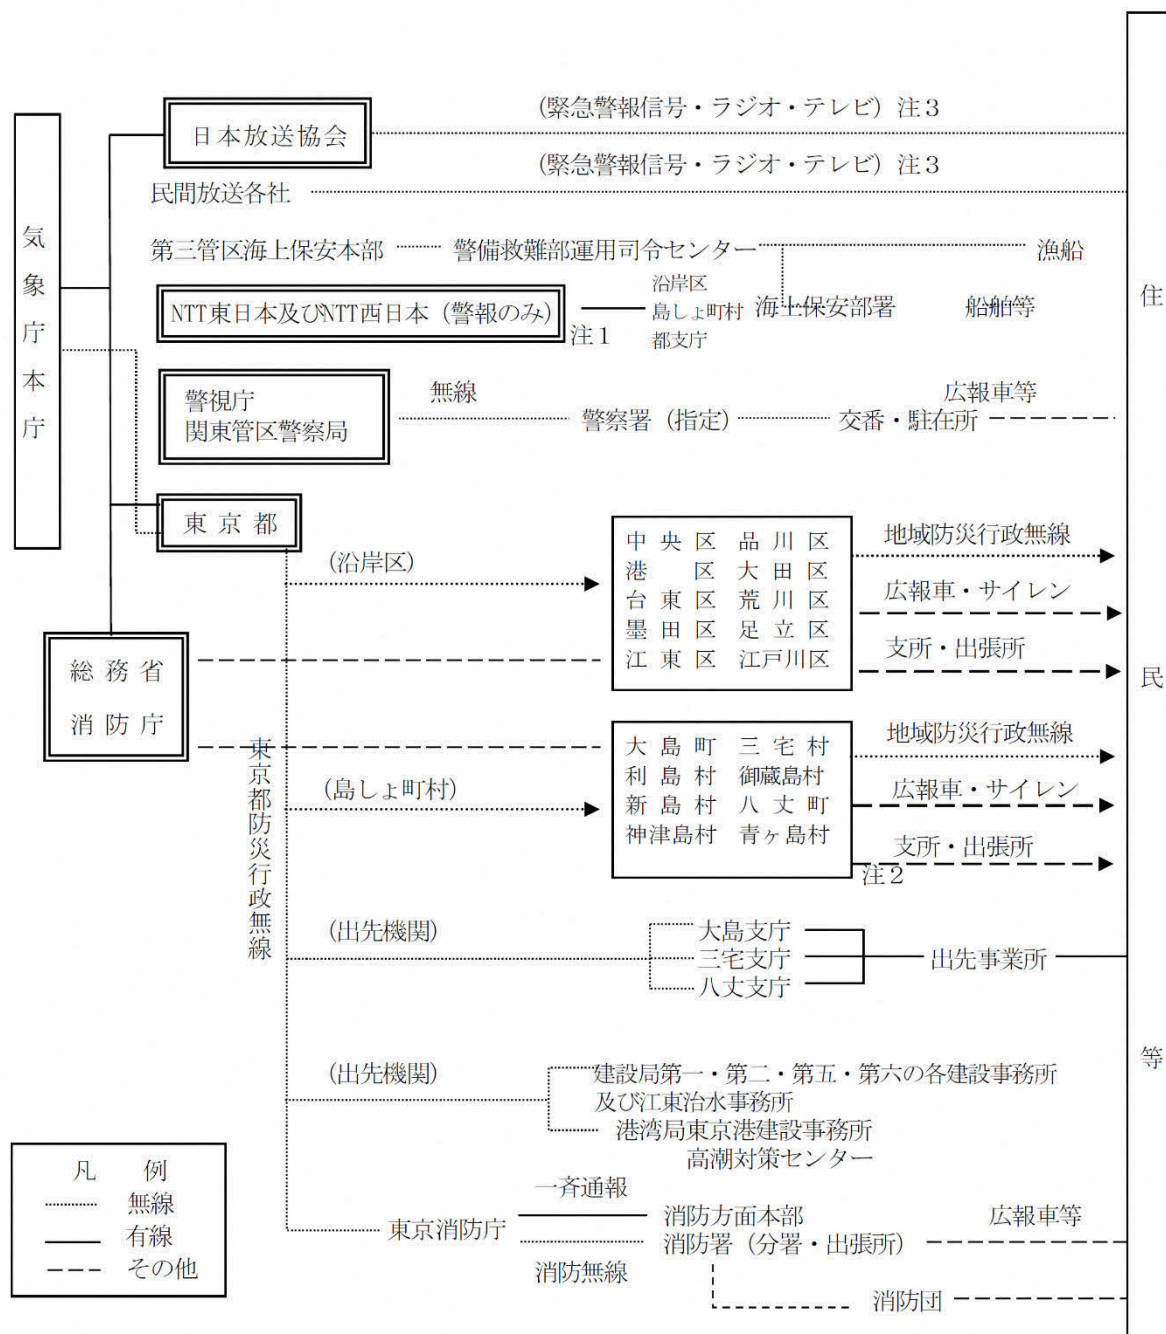 気象庁本庁
日本放送協会
(緊急警報信号・ラジオ・テレビ)注3
民間放送各社
(緊急警報信号・ラジオ・テレビ)注3
第三管区海上保安本部
警備救難部運用司令センター
漁船
NTT東日本及びNTT西日本(警報のみ)
注1
沿岸区
島しょ町村
都支庁
海上保安部署
船舶等
警視庁
関東管区警察局
無線
警察署(指定)
交番・駐在所
広報車等
東京都
(沿岸区)
中央区 品川区
港区 大田区
台東区 荒川区
墨田区 足立区
江東区 江戸川区
地域防災行政無線
広報車・サイレン
支所・出張所
総務省
消防庁
東京都防災行政無線
(島しょ町村)
大島町 三宅村
利島村 御蔵島村
新島村 八丈町
神津島村 青ヶ島村
注2
地域防災行政無線
広報車・サイレン
支所・出張所
(出先機関)
大島支庁
三宅支庁
八丈支庁
出先事業所
(出先機関)
建設局第一・第二・第五・第六の各建設事務所
及び江東治水事務所
港湾局東京港建設事務所
高潮対策センター
東京消防庁
一斉通報
消防無線
消防方面本部
消防署(分署・出張所)
広報車等
消防団
住民等
凡例
無線
有線
その他